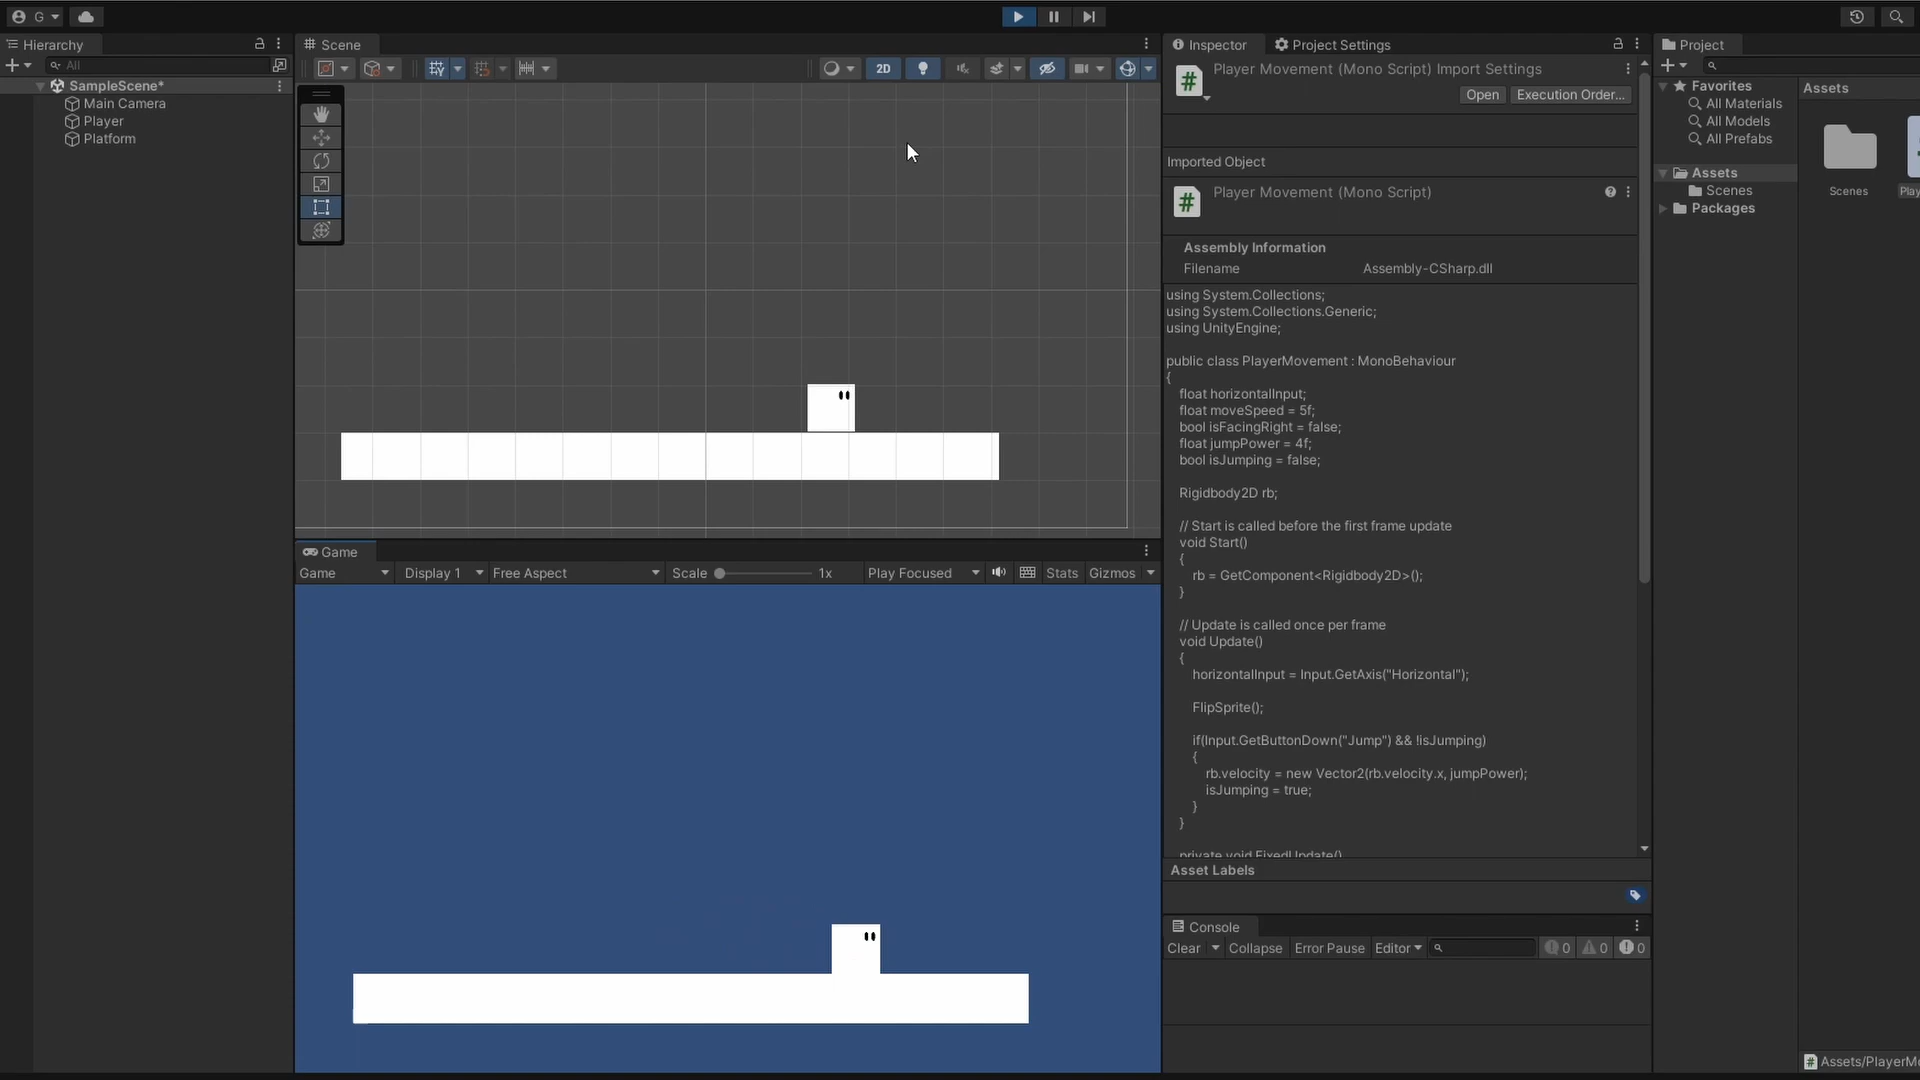 G
Hierarchy
All
SampleScene*
Main Camera
Player
Platform
Scene
2D
Game
Game
Display 1
Free Aspect
Scale
1x
Play Focused
Stats
Gizmos
Inspector
Project Settings
Player Movement (Mono Script) Import Settings
Open
Execution Order...
Imported Object
Player Movement (Mono Script)
Assembly Information
Filename
Assembly-CSharp.dll
using System.Collections;
using System.Collections.Generic;
using UnityEngine;
public class PlayerMovement : MonoBehaviour
{
float horizontalInput;
float moveSpeed = 5f;
bool isFacingRight = false;
float jumpPower = 4f;
bool isJumping = false;
Rigidbody2D rb;
// Start is called before the first frame update
void Start()
{
rb = GetComponent<Rigidbody2D>();
}
// Update is called once per frame
void Update()
{
horizontalInput = Input.GetAxis("Horizontal");
FlipSprite();
if(Input.GetButtonDown("Jump") && !isJumping)
{
rb.velocity = new Vector2(rb.velocity.x, jumpPower);
isJumping = true;
}
}
private void FixedUpdate()
Asset Labels
Console
Clear
Collapse
Error Pause
Editor
0
0
0
Project
Favorites
All Materials
All Models
All Prefabs
Assets
Scenes
Packages
Assets
Scenes
Play
Assets/PlayerMo